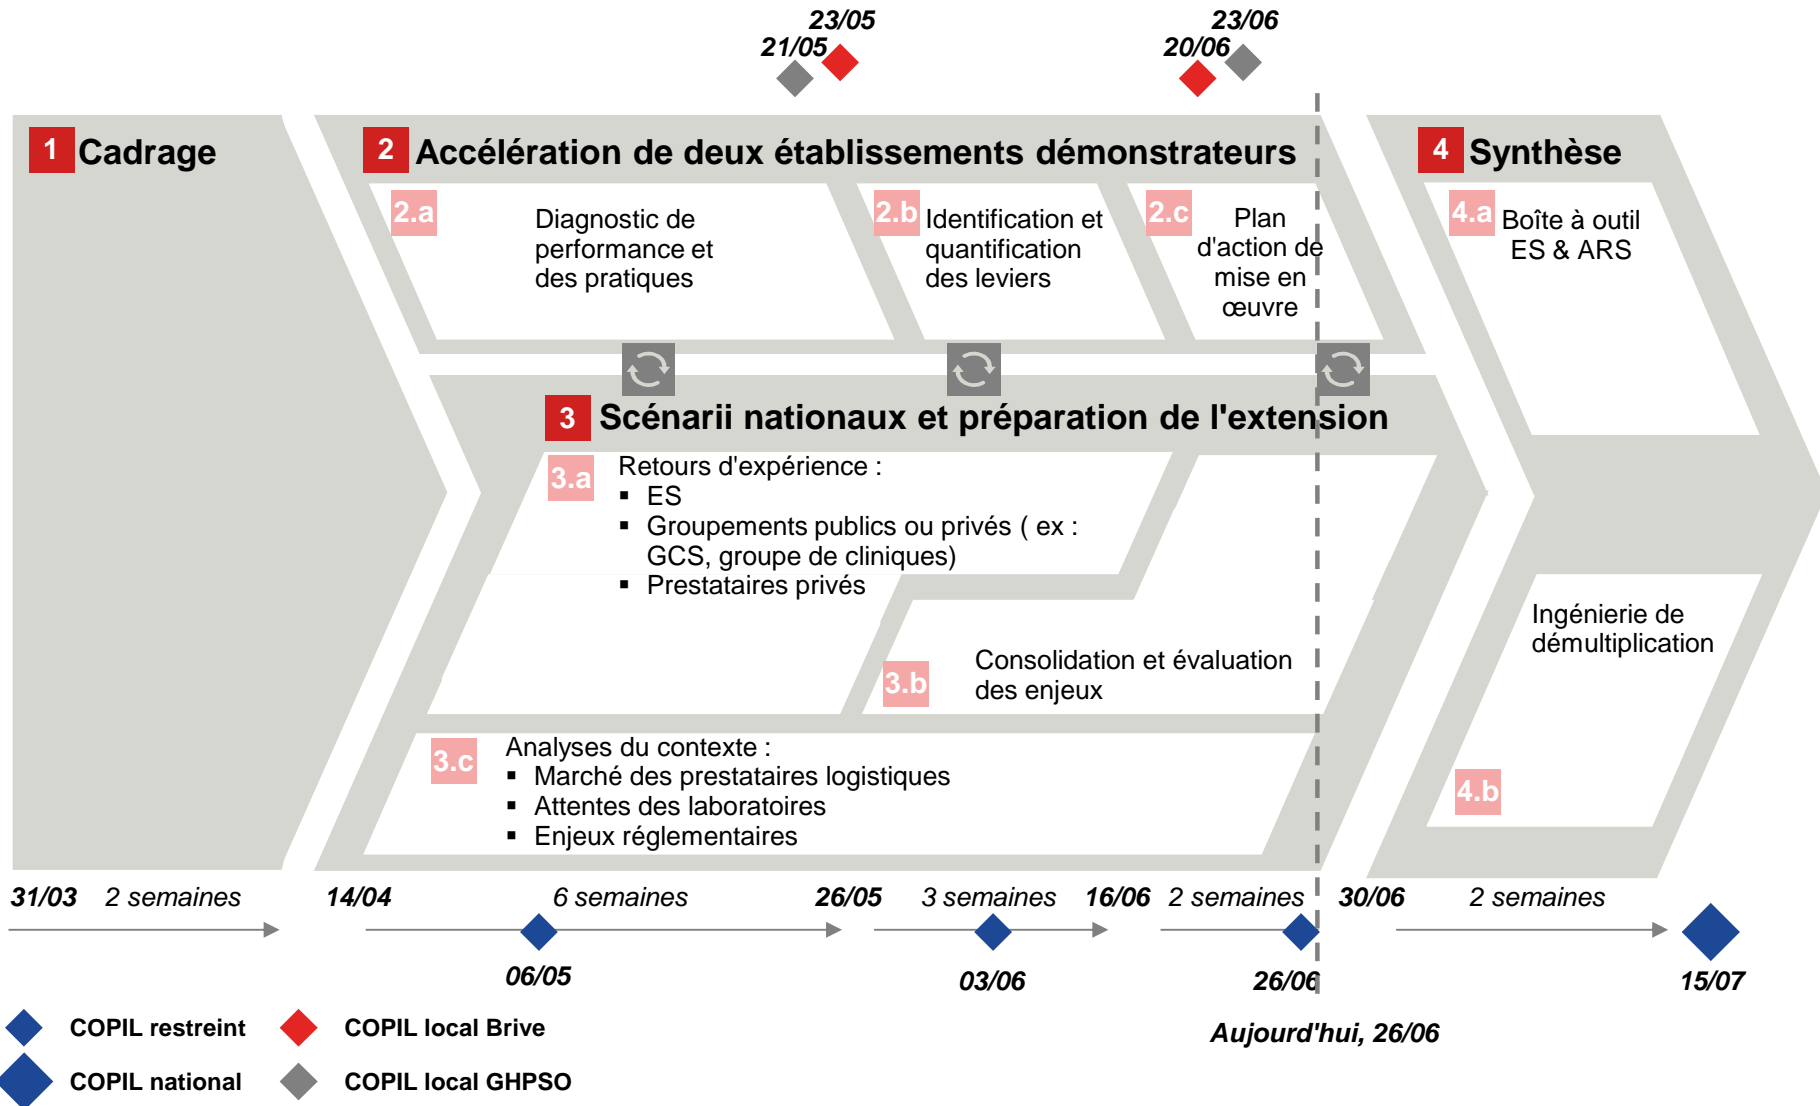 23/05
21/05
23/06
20/06
1 Cadrage
2 Accélération de deux établissements démonstrateurs
4 Synthèse
2.a
Diagnostic de
performance et
des pratiques
2.b
Identification et
quantification
des leviers
2.c
Plan
d'action de
mise en
œuvre
4.a
Boîte à outil
ES & ARS
3 Scénarii nationaux et préparation de l'extension
3.a
Retours d'expérience :
▪ ES
▪ Groupements publics ou privés ( ex :
GCS, groupe de cliniques)
▪ Prestataires privés
3.b
Consolidation et évaluation
des enjeux
Ingénierie de
démultiplication
4.b
3.c
Analyses du contexte :
▪ Marché des prestataires logistiques
▪ Attentes des laboratoires
▪ Enjeux réglementaires
31/03 2 semaines 14/04 6 semaines 26/05 3 semaines 16/06 2 semaines 30/06 2 semaines
06/05 03/06 26/06 15/07
Aujourd'hui, 26/06
COPIL restreint
COPIL local Brive
COPIL national
COPIL local GHPSO